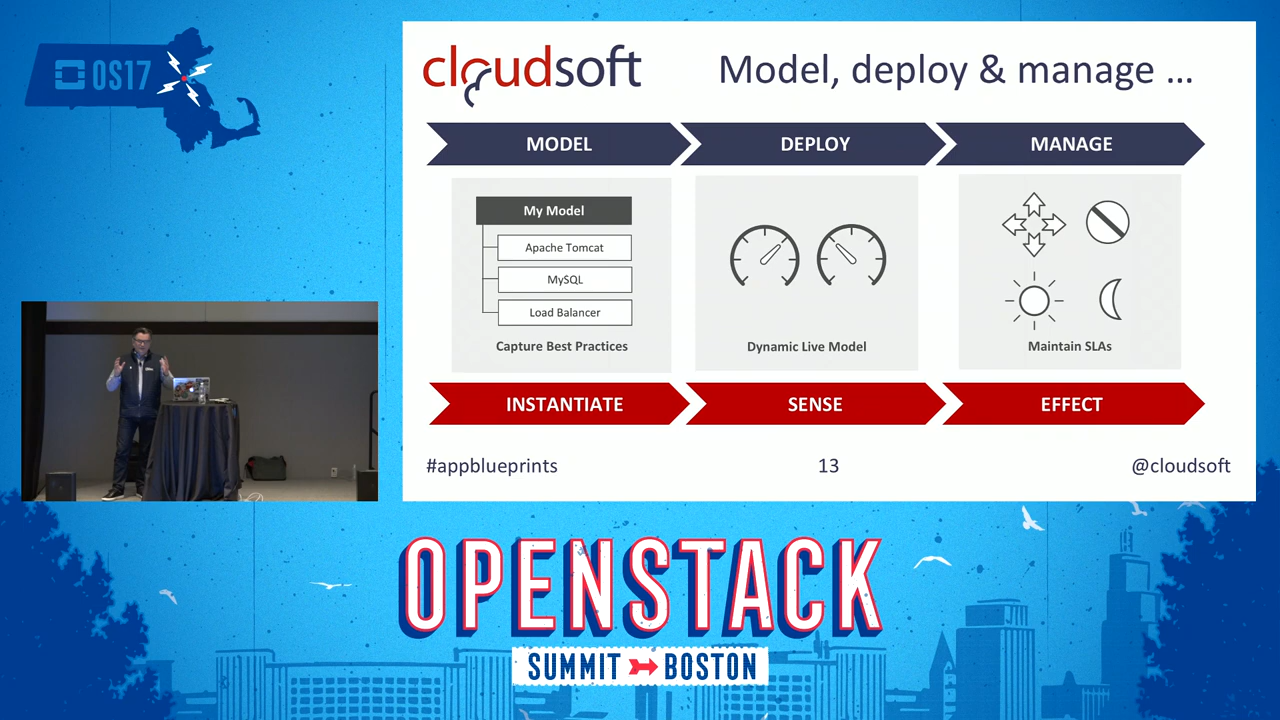 OS17
cloudsoft
Model, deploy & manage ...
MODEL
DEPLOY
MANAGE
My Model
Apache Tomcat
MySQL
Load Balancer
Capture Best Practices
Dynamic Live Model
Maintain SLAs
INSTANTIATE
SENSE
EFFECT
#appblueprints
13
@cloudsoft
OPENSTACK
SUMMIT BOSTON